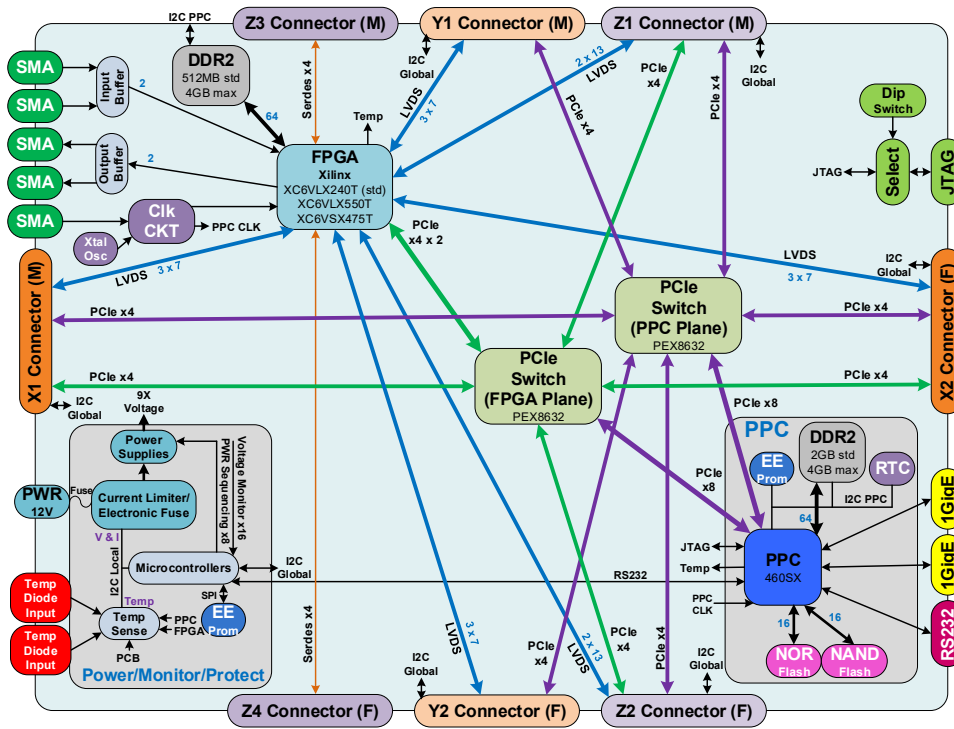 Z3 Connector (M)
Y1 Connector (M)
Z1 Connector (M)
I2C PPC
I2C
Global
I2C
Global
SMA
SMA
SMA
SMA
SMA
Input
Buffer
Output
Buffer
2
2
DDR2
512MB std
4GB max
64
Serdes x4
LVDS
3 x 7
2 x 13
LVDS
PCIe x4
PCIe
x4
PCIe x4
Temp
FPGA
Xilinx
XC6VLX240T (std)
XC6VLX550T
XC6VSX475T
Dip
Switch
Select
JTAG
JTAG
Clk
CKT
PPC CLK
Xtal
Osc
LVDS
3 x 7
PCIe
x4 x 2
LVDS
3 x 7
I2C
Global
X1 Connector (M)
X2 Connector (F)
PCIe
Switch
(PPC Plane)
PEX8632
PCIe x4
PCIe x4
PCIe
Switch
(FPGA Plane)
PEX8632
PCIe x4
PCIe x4
I2C
Global
9X
Voltage
Power
Supplies
Voltage Monitor x16
PWR Sequencing x8
PWR
12V
Fuse
Current Limiter/
Electronic Fuse
V & I
I2C Local
Microcontrollers
I2C
Global
SPI
EE
Prom
Temp
Temp
Sense
PPC
FPGA
PCB
Temp
Diode
Input
Temp
Diode
Input
Power/Monitor/Protect
RS232
Serdes x4
3 x 7
LVDS
2 x 13
LVDS
PCIe
x4
PCIe
x4
PCIe x4
PCIe x8
PCIe
x8
PPC
EE
Prom
DDR2
2GB std
4GB max
RTC
I2C PPC
64
PPC
460SX
JTAG
Temp
PPC
CLK
16
16
NOR
Flash
NAND
Flash
1GigE
1GigE
RS232
I2C
Global
I2C
Global
Z4 Connector (F)
Y2 Connector (F)
Z2 Connector (F)